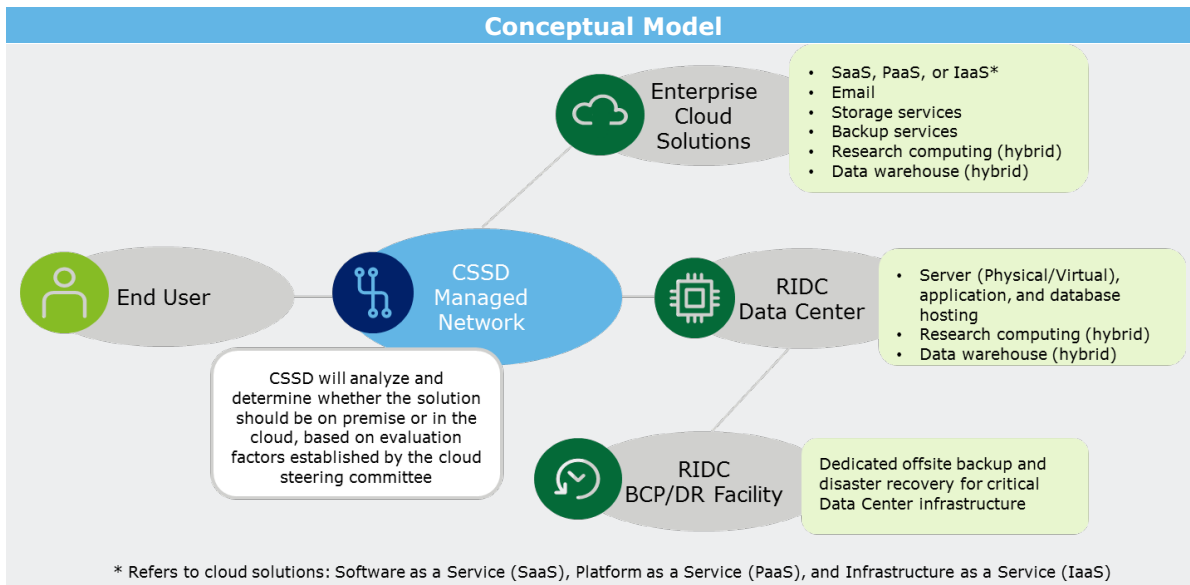 Conceptual Model
Enterprise
Cloud
Solutions
• SaaS, PaaS, or IaaS*
• Email
• Storage services
• Backup services
• Research computing (hybrid)
• Data warehouse (hybrid)
End User
CSSD
Managed
Network
CSSD will analyze and
determine whether the solution
should be on premise or in the
cloud, based on evaluation
factors established by the cloud
steering committee
RIDC
Data Center
• Server (Physical/Virtual),
application, and database
hosting
• Research computing (hybrid)
• Data warehouse (hybrid)
RIDC
BCP/DR Facility
Dedicated offsite backup and
disaster recovery for critical
Data Center infrastructure
* Refers to cloud solutions: Software as a Service (SaaS), Platform as a Service (PaaS), and Infrastructure as a Service (IaaS)